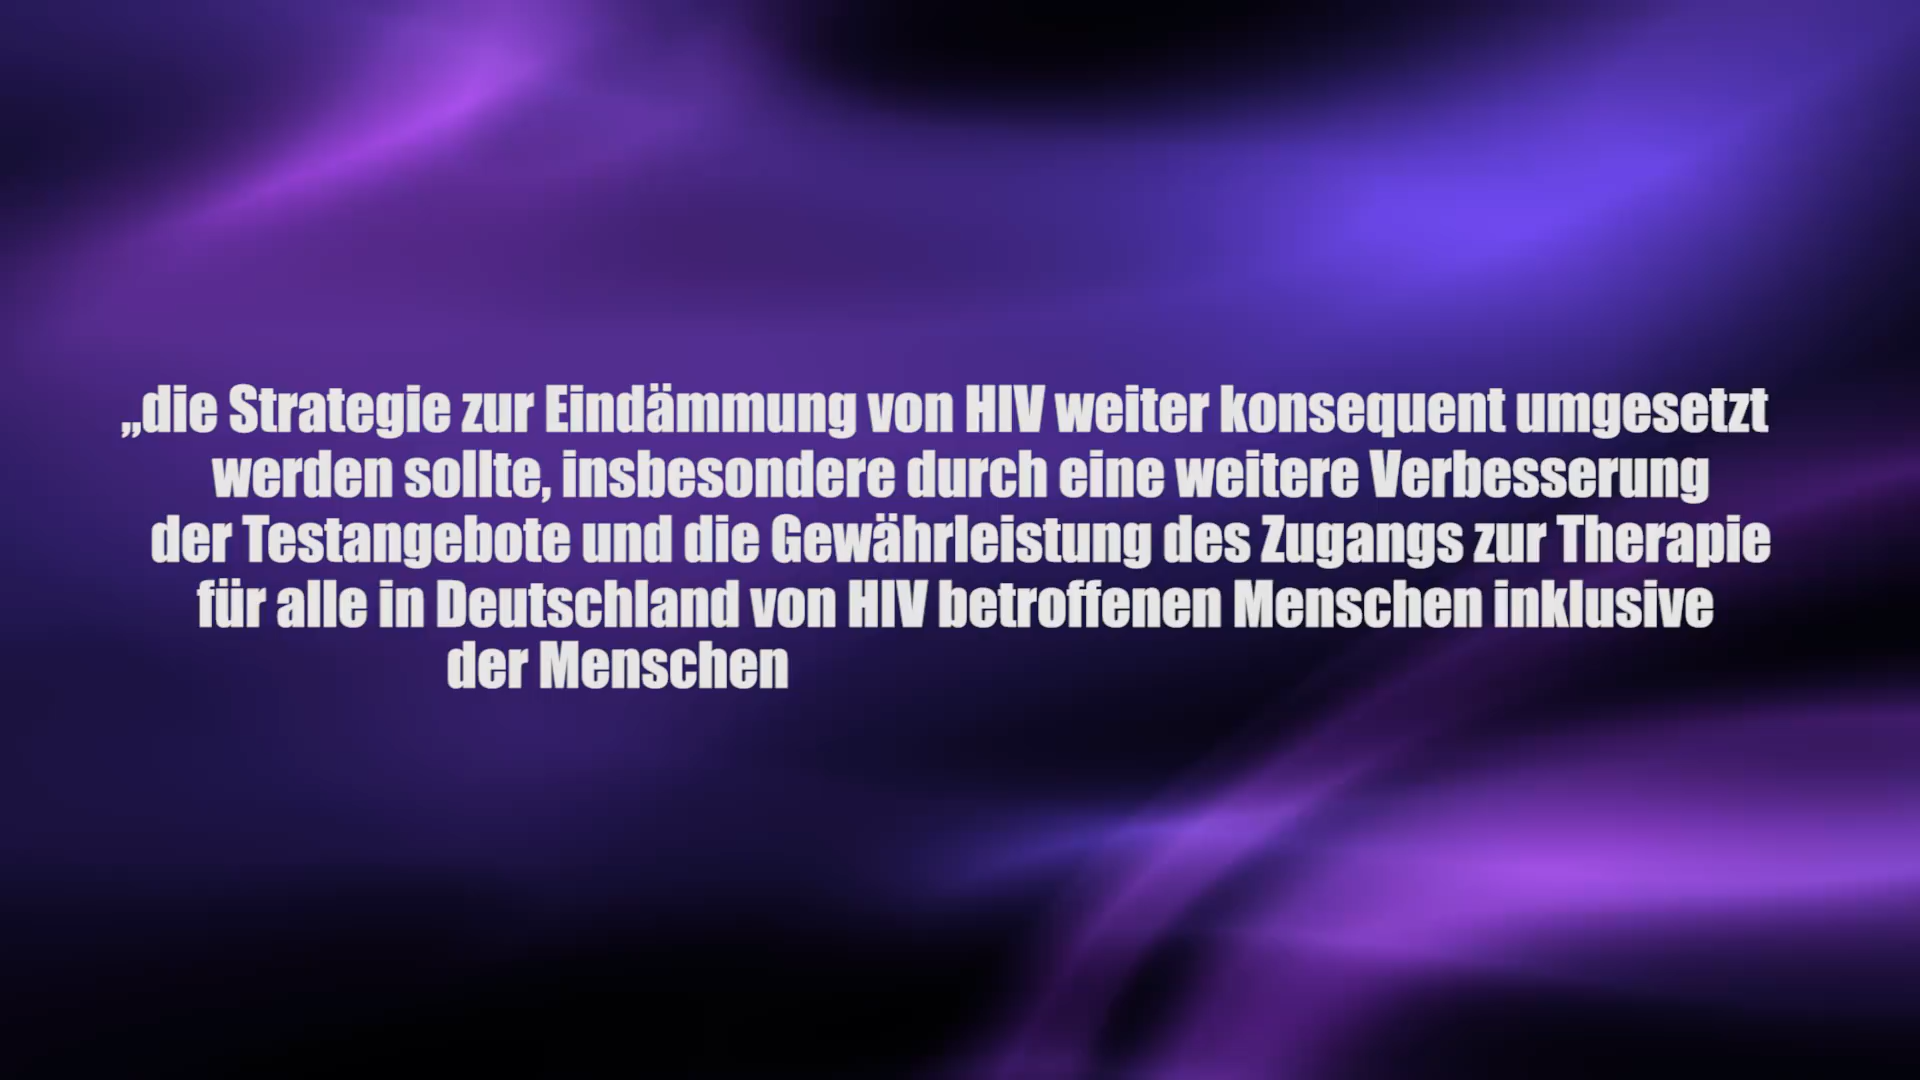 „die Strategie zur Eindämmung von HIV weiter konsequent umgesetzt
werden sollte, insbesondere durch eine weitere Verbesserung
der Testangebote und die Gewährleistung des Zugangs zur Therapie
für alle in Deutschland von HIV betroffenen Menschen inklusive
der Menschen